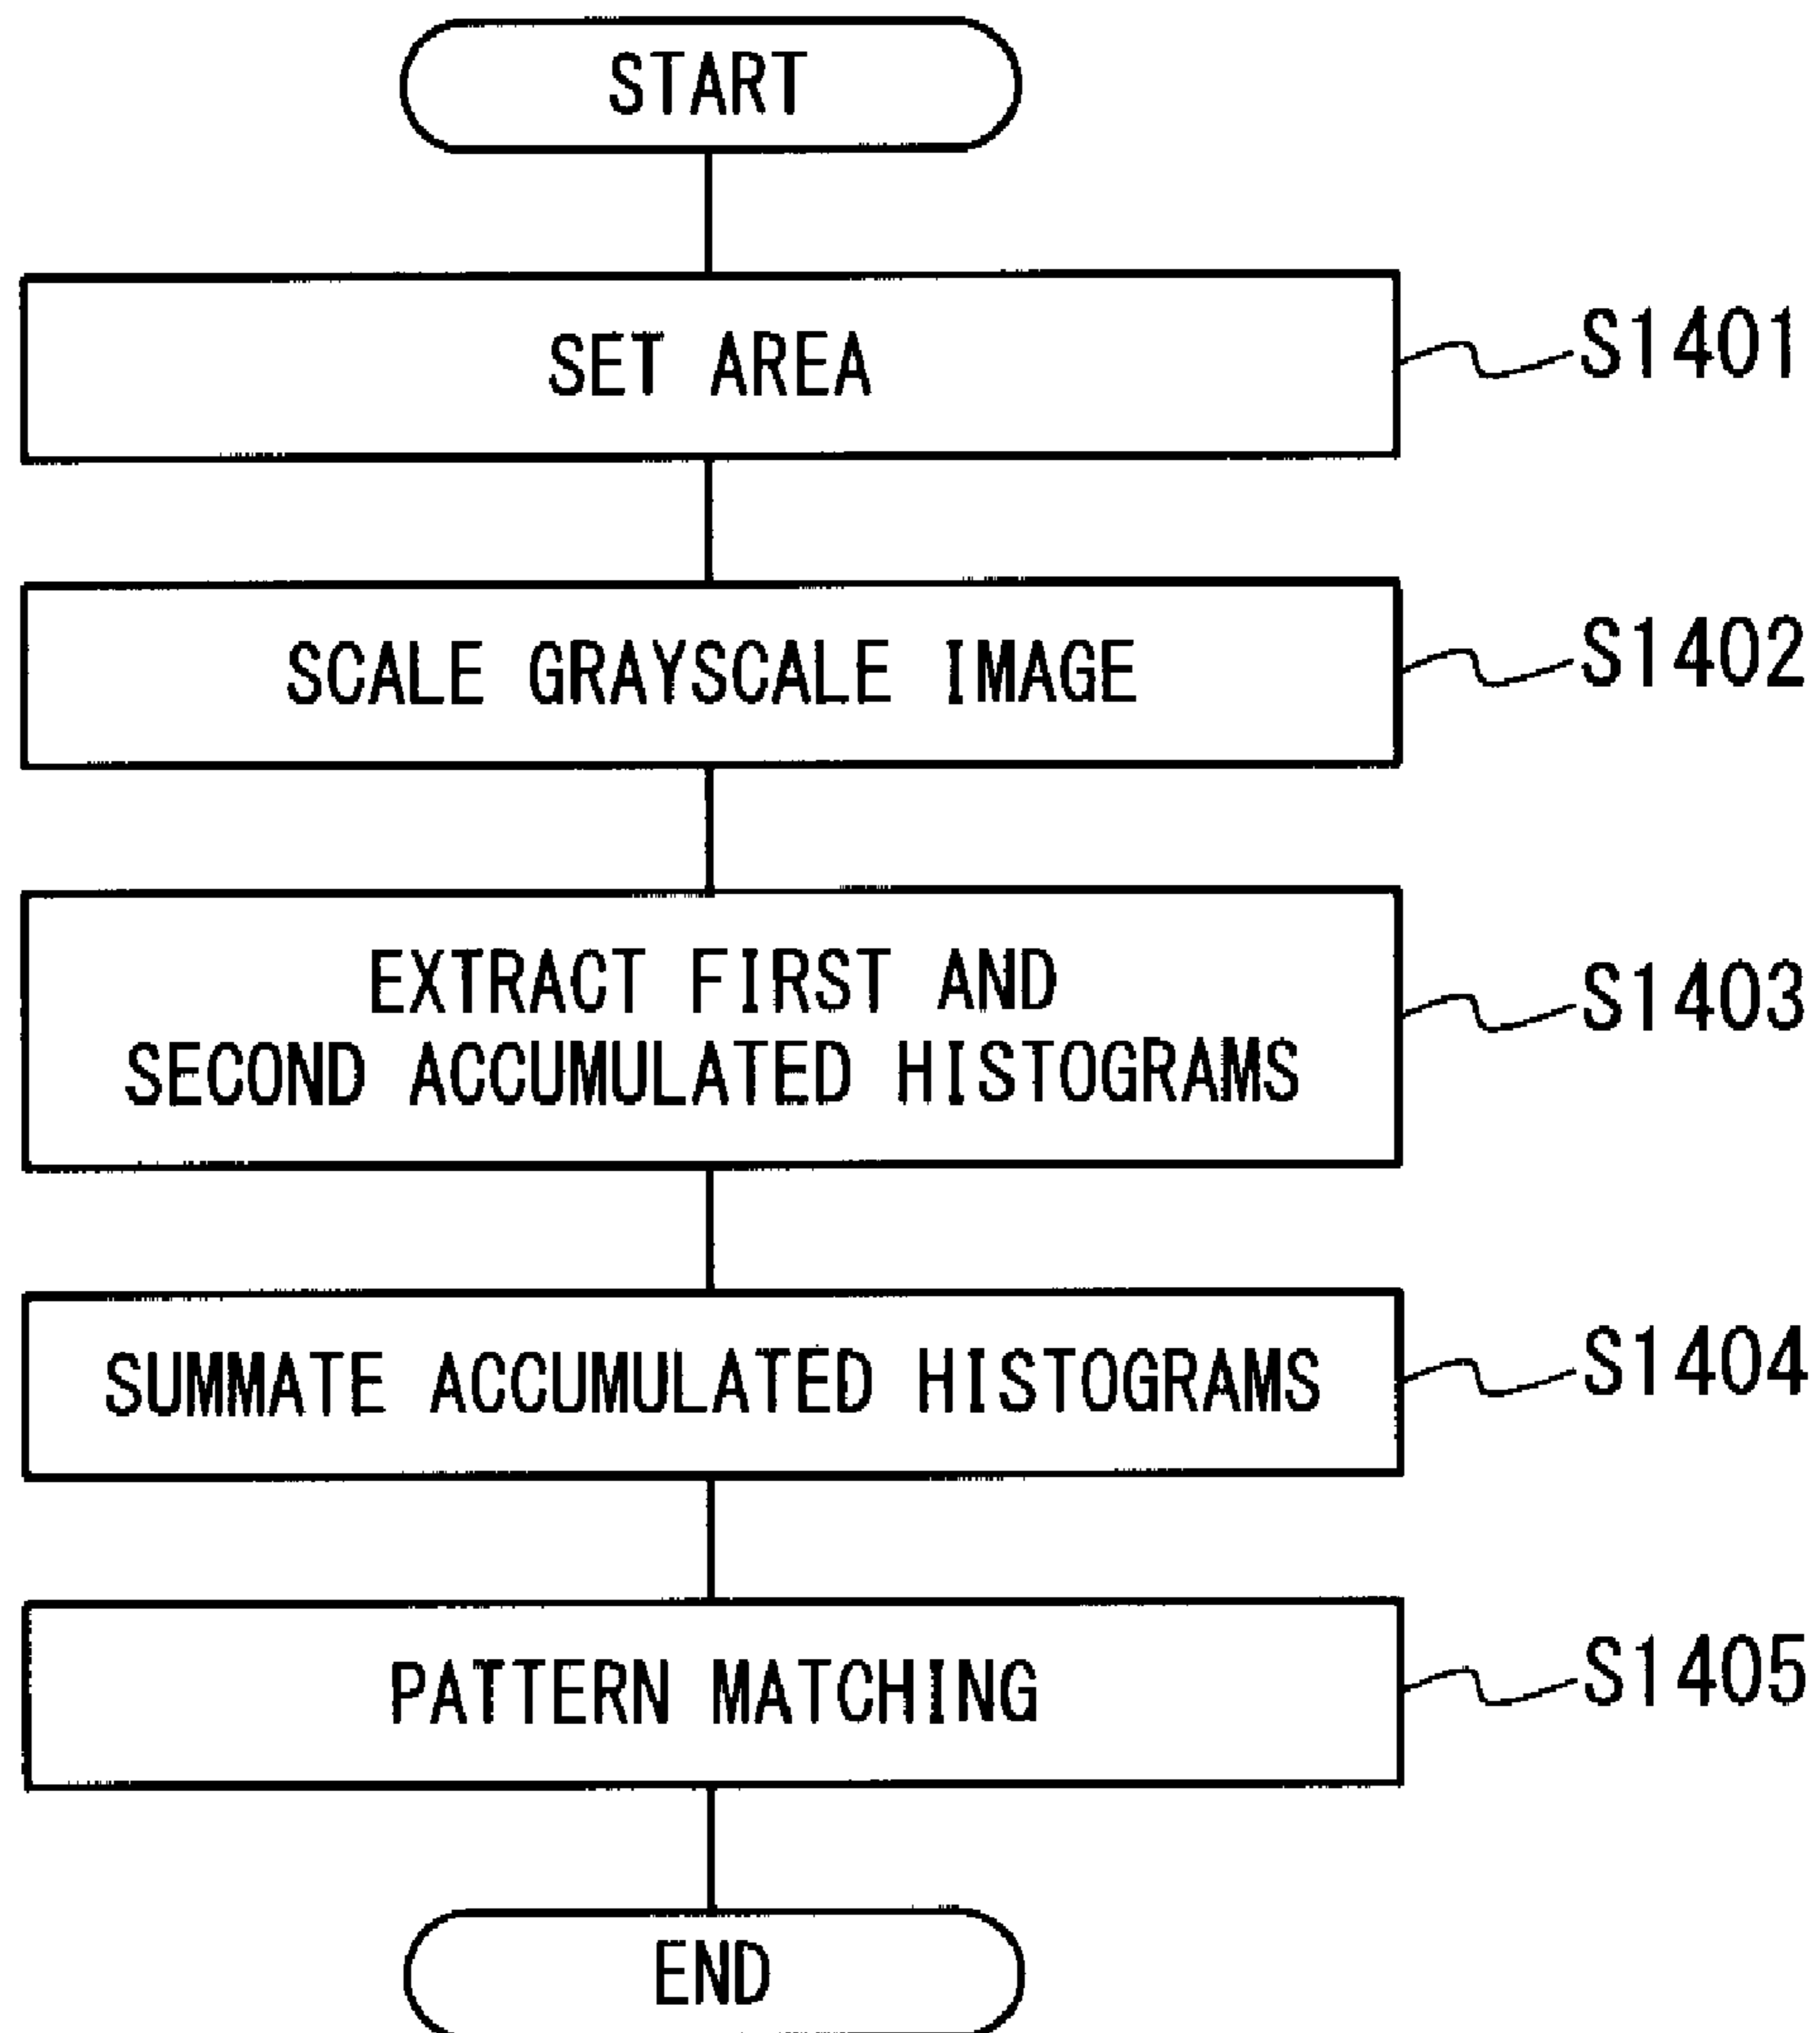 START
SET AREA
S1401
SCALE GRAYSCALE IMAGE
S1402
EXTRACT FIRST AND
SECOND ACCUMULATED HISTOGRAMS
S1403
SUMMATE ACCUMULATED HISTOGRAMS
S1404
PATTERN MATCHING
S1405
END